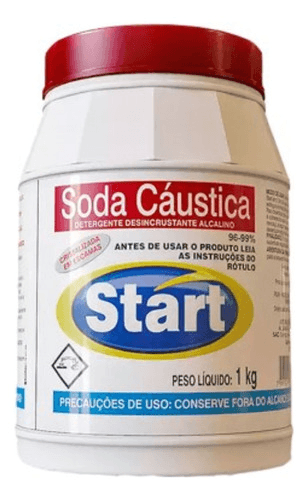 Soda Cáustica
DETERGENTE DESINCRUSTANTE ALCALINO
96-99%
CRISTALIZADA
EM ESCAMAS
ANTES DE USAR O PRODUTO LEIA
AS INSTRUÇÕES DO
RÓTULO
Start
PESO LÍQUIDO: 1 kg
PRECAUÇÕES DE USO: CONSERVE FORA DO ALCANCE